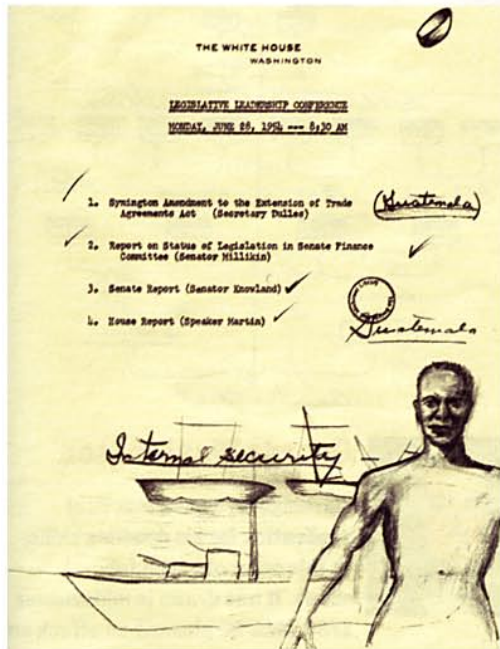 THE WHITE HOUSE
WASHINGTON
LEGISLATIVE LEADERSHIP CONFERENCE
MONDAY, JUNE 28, 1954 --- 8:30 AM
1. Symington Amendment to the Extension of Trade
Agreements Act (Secretary Dulles)
(Guatemala)
2. Report on Status of Legislation in Senate Finance
Committee (Senator Millikin)
3. Senate Report (Senator Knowland)
4. House Report (Speaker Martin)
Guatemala
Internal security